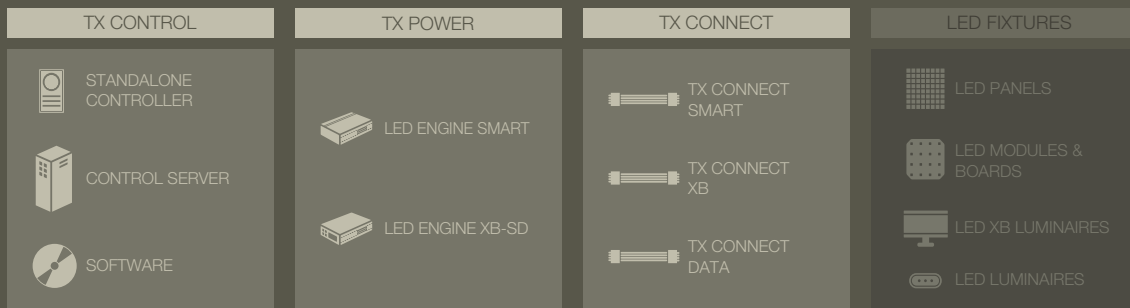 TX CONTROL
STANDALONE
CONTROLLER
CONTROL SERVER
SOFTWARE
TX POWER
LED ENGINE SMART
LED ENGINE XB-SD
TX CONNECT
TX CONNECT
SMART
TX CONNECT
XB
TX CONNECT
DATA
LED FIXTURES
LED PANELS
LED MODULES &
BOARDS
LED XB LUMINAIRES
LED LUMINAIRES